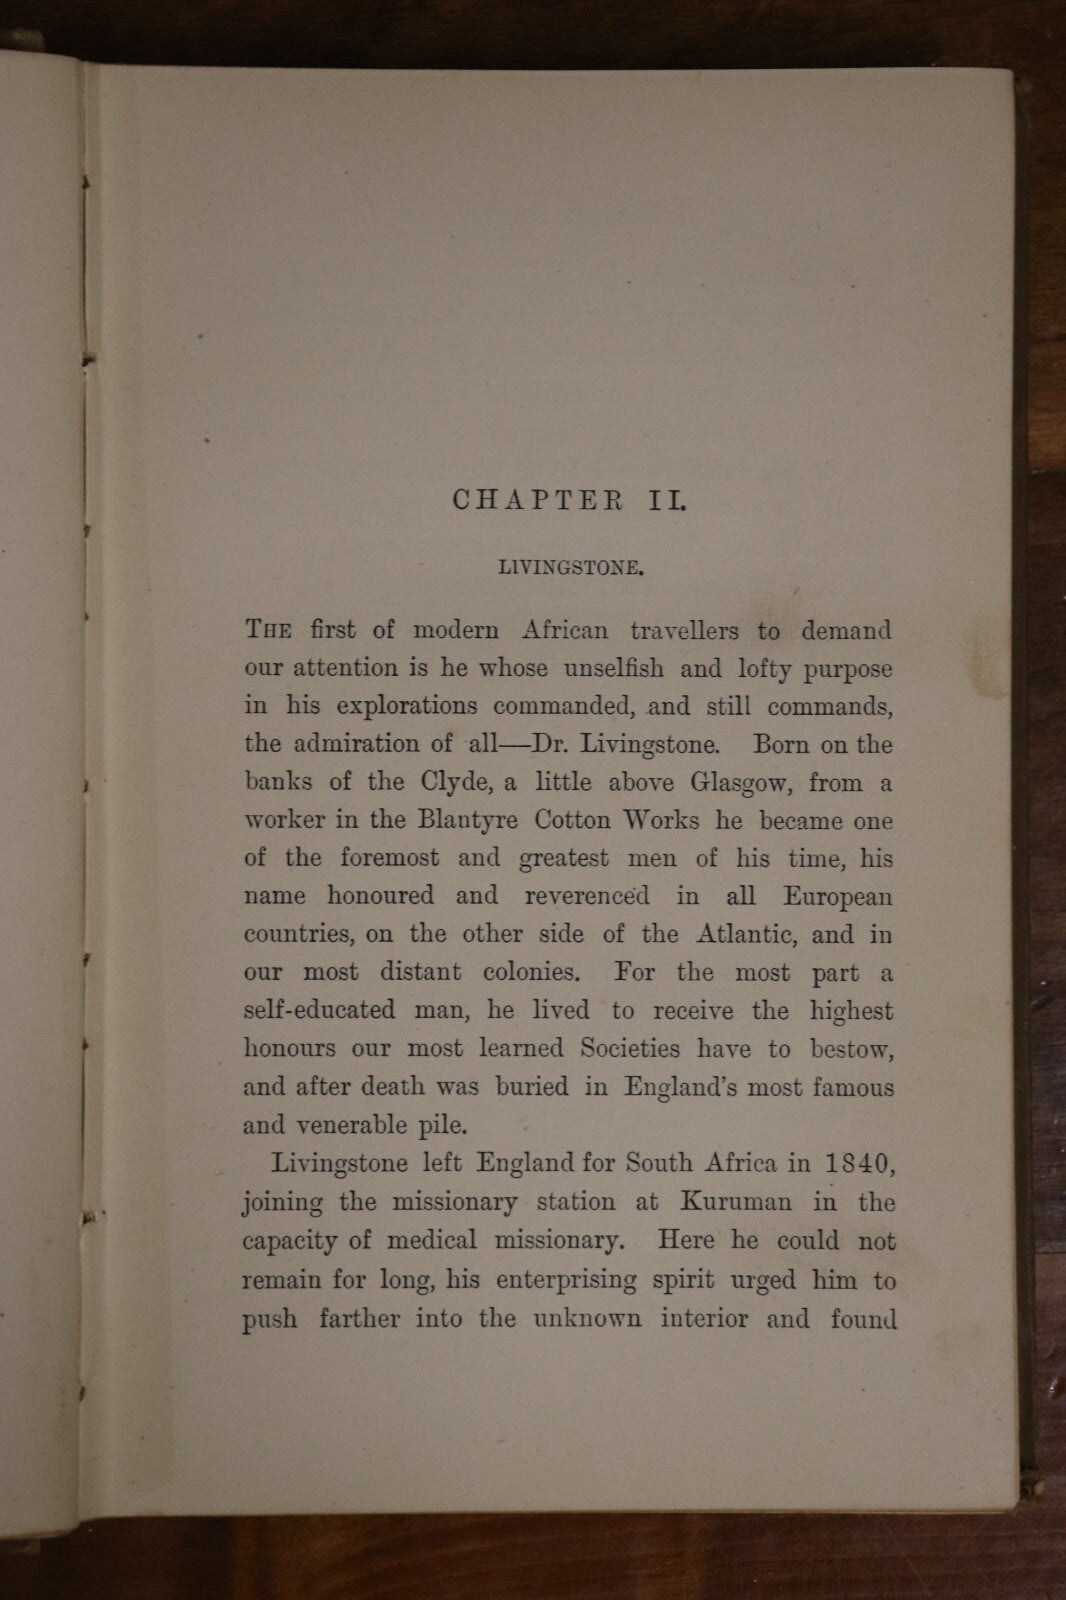 CHAPTER II.
LIVINGSTONE.
THE first of modern African travellers to demand
our attention is he whose unselfish and lofty purpose
in his explorations commanded, and still commands,
the admiration of all—Dr. Livingstone. Born on the
banks of the Clyde, a little above Glasgow, from a
worker in the Blantyre Cotton Works he became one
of the foremost and greatest men of his time, his
name honoured and reverenced in all European
countries, on the other side of the Atlantic, and in
our most distant colonies. For the most part a
self-educated man, he lived to receive the highest
honours our most learned Societies have to bestow,
and after death was buried in England's most famous
and venerable pile.
Livingstone left England for South Africa in 1840,
joining the missionary station at Kuruman in the
capacity of medical missionary. Here he could not
remain for long, his enterprising spirit urged him to
push farther into the unknown interior and found